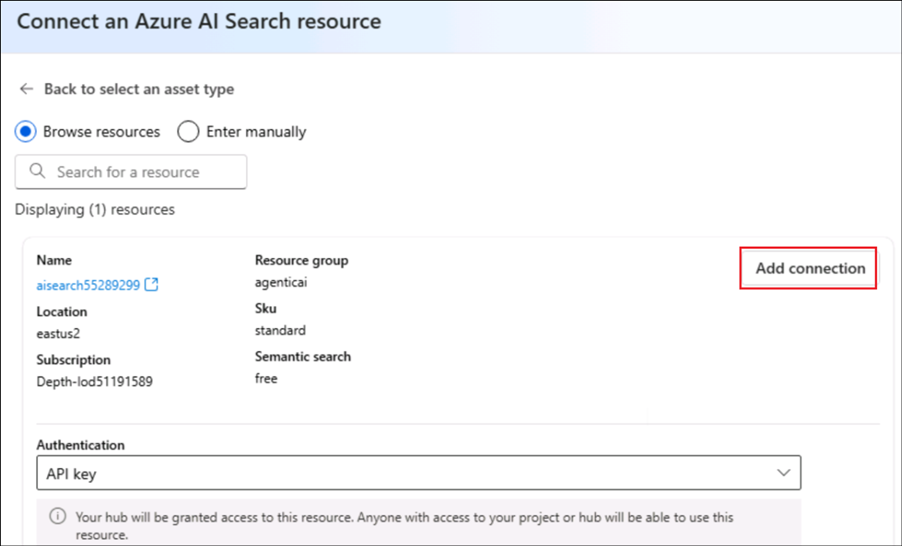 Connect an Azure AI Search resource
Back to select an asset type
Browse resources Enter manually
Search for a resource
Displaying (1) resources
Name Resource group Add connection
aisearch55289299 agenticai
Location Sku
eastus2 standard
Subscription Semantic search
Depth-lod51191589 free
Authentication
API key
Your hub will be granted access to this resource. Anyone with access to your project or hub will be able to use this
resource.